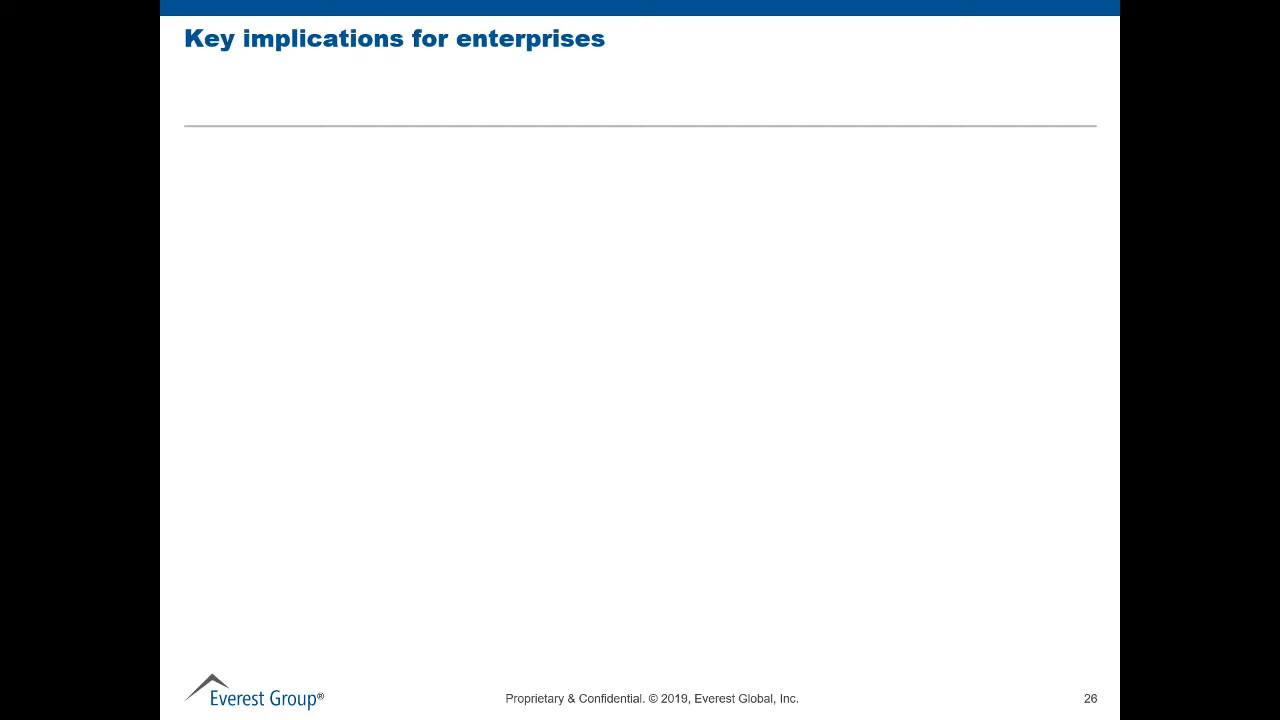 Key implications for enterprises
Everest Group®
Proprietary & Confidential. © 2019, Everest Global, Inc.
26